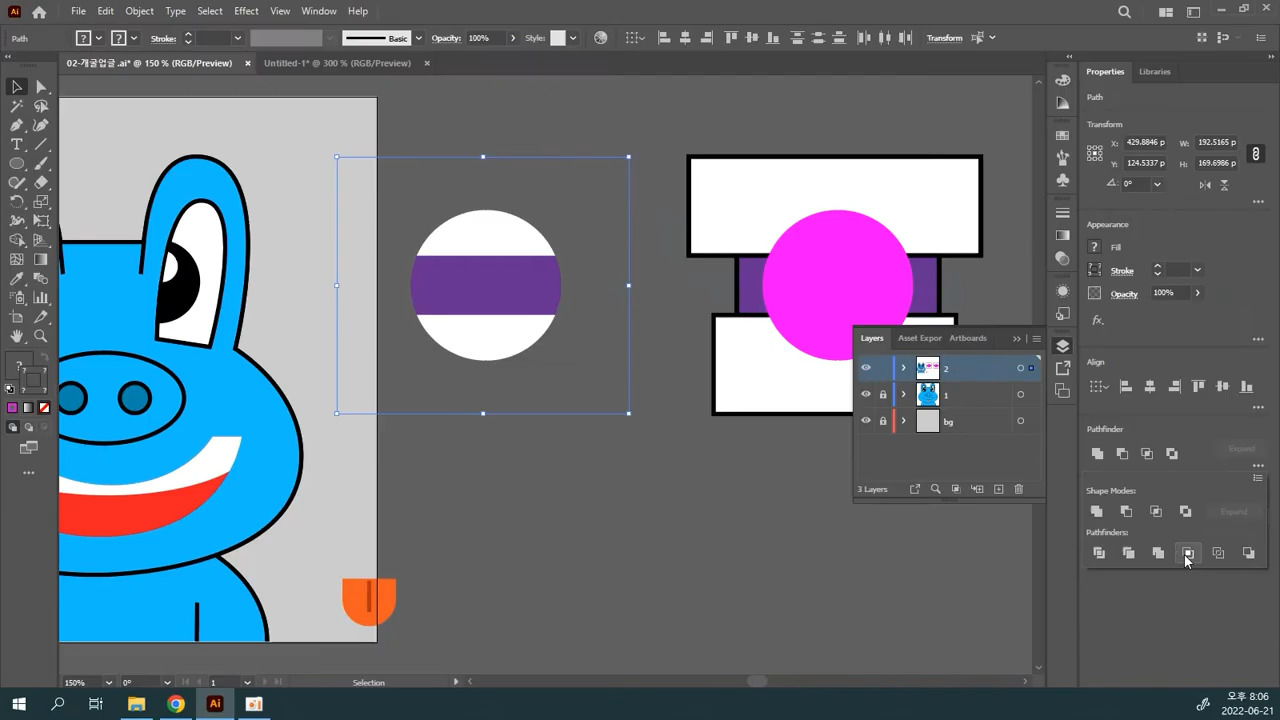 File Edit Object Type Select Effect View Window Help
Path ? ? Stroke: Basic Opacity: 100% Style: Transform
02-개굴업글.ai* @ 150 % (RGB/Preview) × Untitled-1* @ 300 % (RGB/Preview) ×
Properties Libraries
Path
Transform
X: 429.8846 p W: 192.5165 p
Y: 124.5337 p H: 169.6986 p
0°
Appearance
? Fill
Stroke
Opacity 100%
fx.
Align
Pathfinder
Expand
Shape Modes:
Expand
Pathfinders:
Layers Asset Expor Artboards
2
1
bg
3 Layers
150% 0° 1 Selection
Ai
오후 8:06
2022-06-21